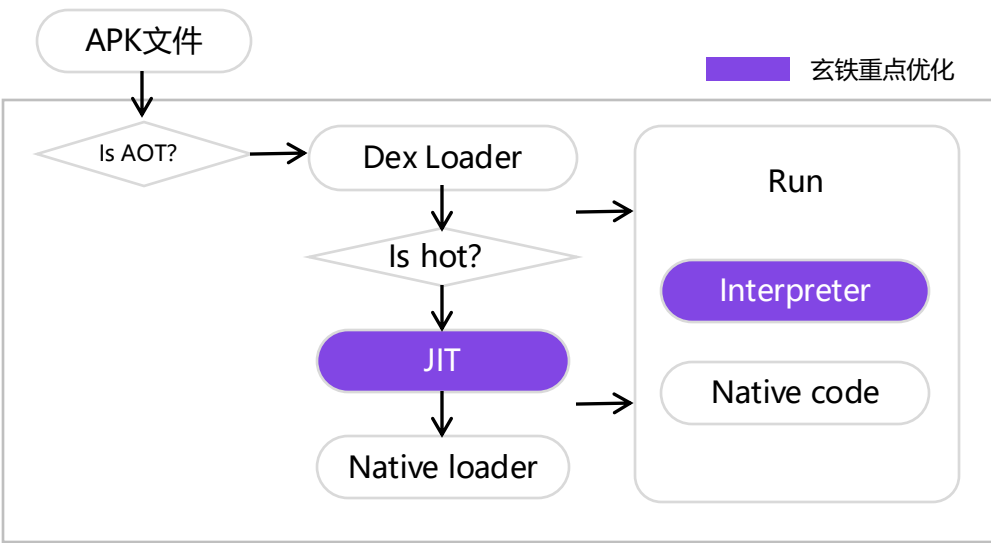 APK文件
玄铁重点优化
Is AOT?
Dex Loader
Run
Is hot?
Interpreter
JIT
Native code
Native loader